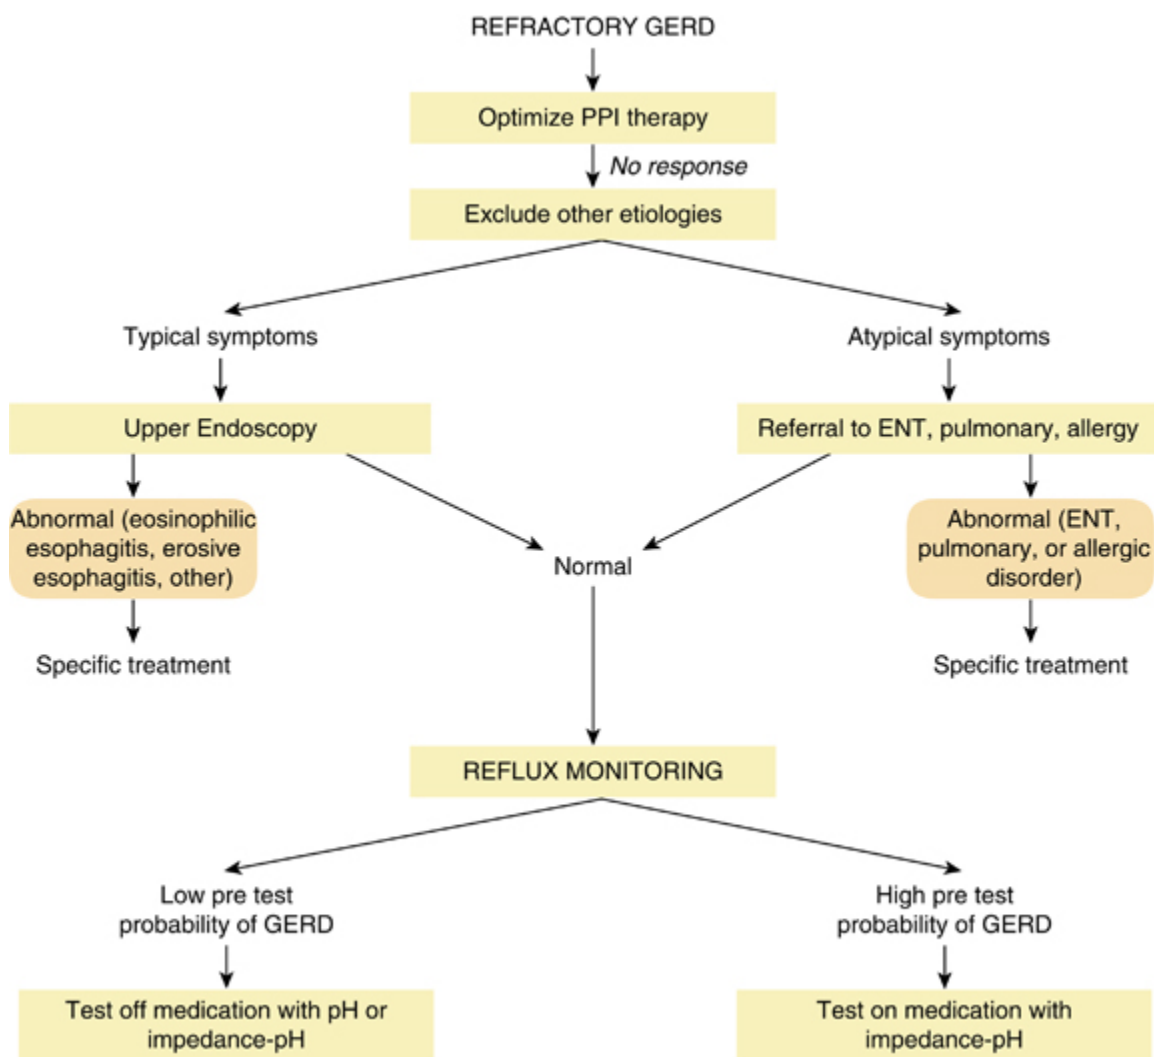 REFRACTORY GERD
Optimize PPI therapy
No response
Exclude other etiologies
Typical symptoms
Atypical symptoms
Upper Endoscopy
Referral to ENT, pulmonary, allergy
Abnormal (eosinophilic
esophagitis, erosive
esophagitis, other)
Abnormal (ENT,
pulmonary, or allergic
disorder)
Normal
Specific treatment
Specific treatment
REFLUX MONITORING
Low pre test
probability of GERD
High pre test
probability of GERD
Test off medication with pH or
impedance-pH
Test on medication with
impedance-pH